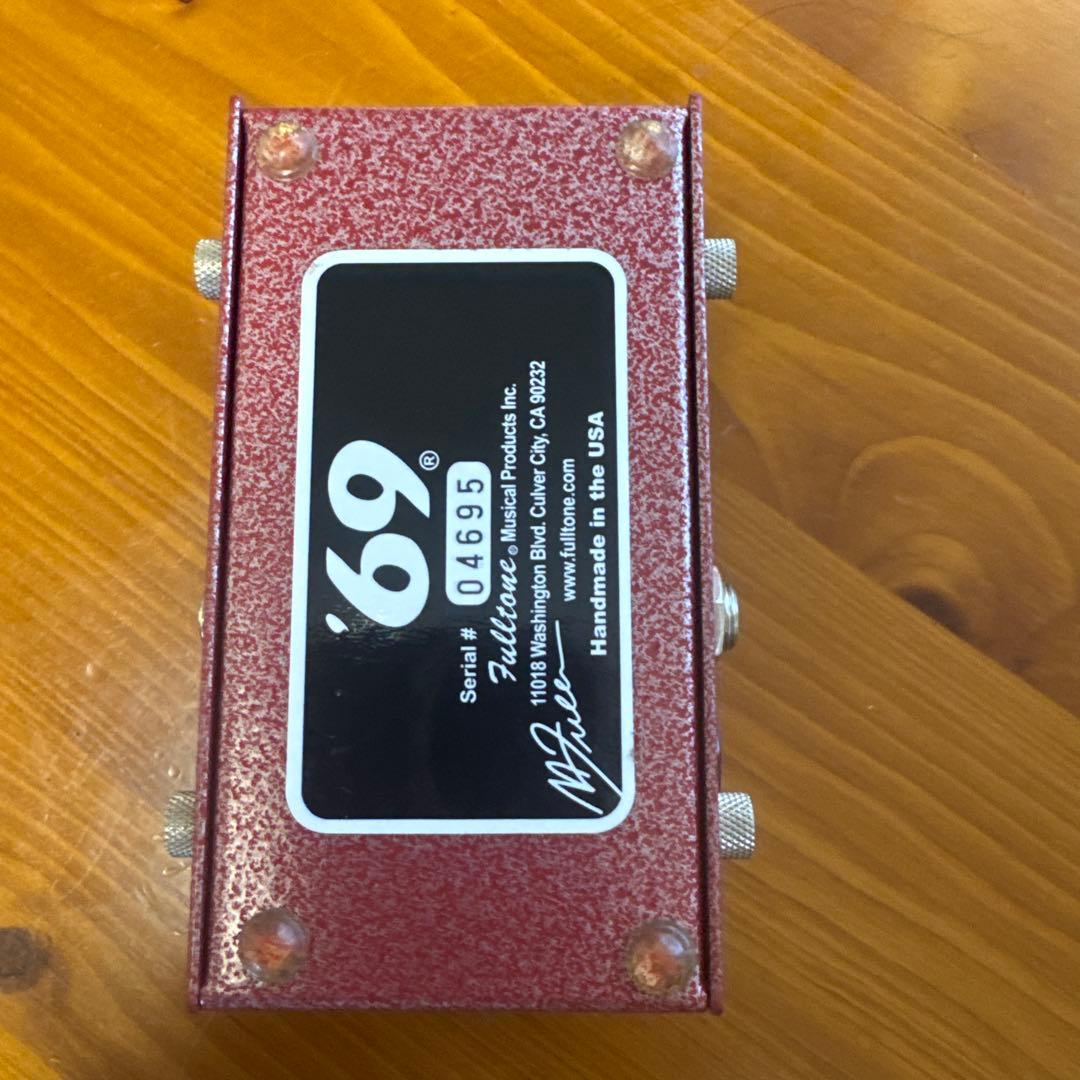 '69®
Serial # 04695
Fulltone® Musical Products Inc.
11018 Washington Blvd. Culver City, CA 90232
www.fulltone.com
Handmade in the USA
M Fuller